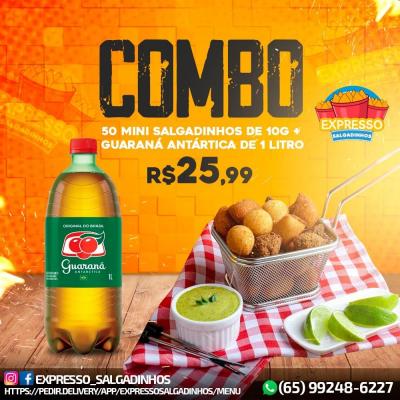 COMBO
50 MINI SALGADINHOS DE 10G +
GUARANÁ ANTÁRTICA DE 1 LITRO
R$25,99
EXPRESSO
SALGADINHOS
ORIGINAL DO BRASIL
Guaraná
ANTARCTICA
1L
EXPRESSO_SALGADINHOS
HTTPS://PEDIR.DELIVERY/APP/EXPRESSOSALGADINHOS/MENU
(65) 99248-6227